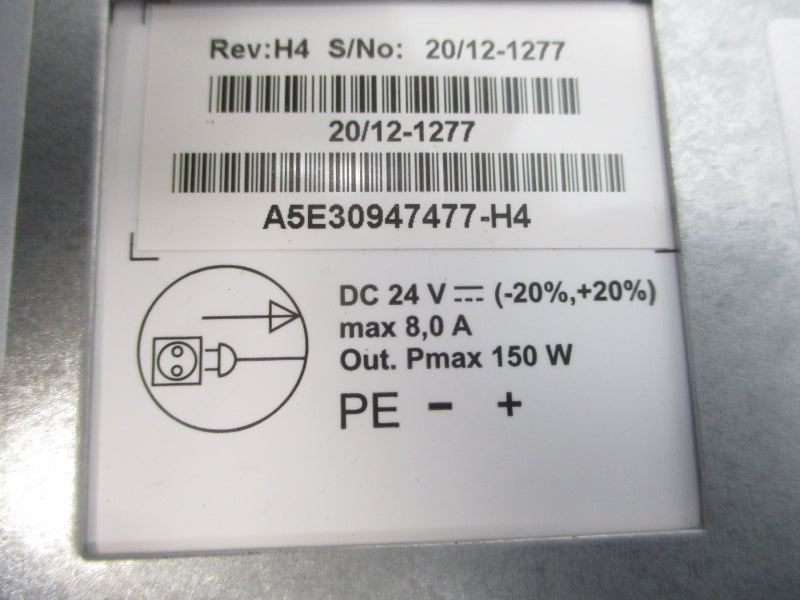 Rev:H4 S/No: 20/12-1277
20/12-1277
A5E30947477-H4
DC 24 V ⎓ (-20%,+20%)
max 8,0 A
Out. Pmax 150 W
PE - +